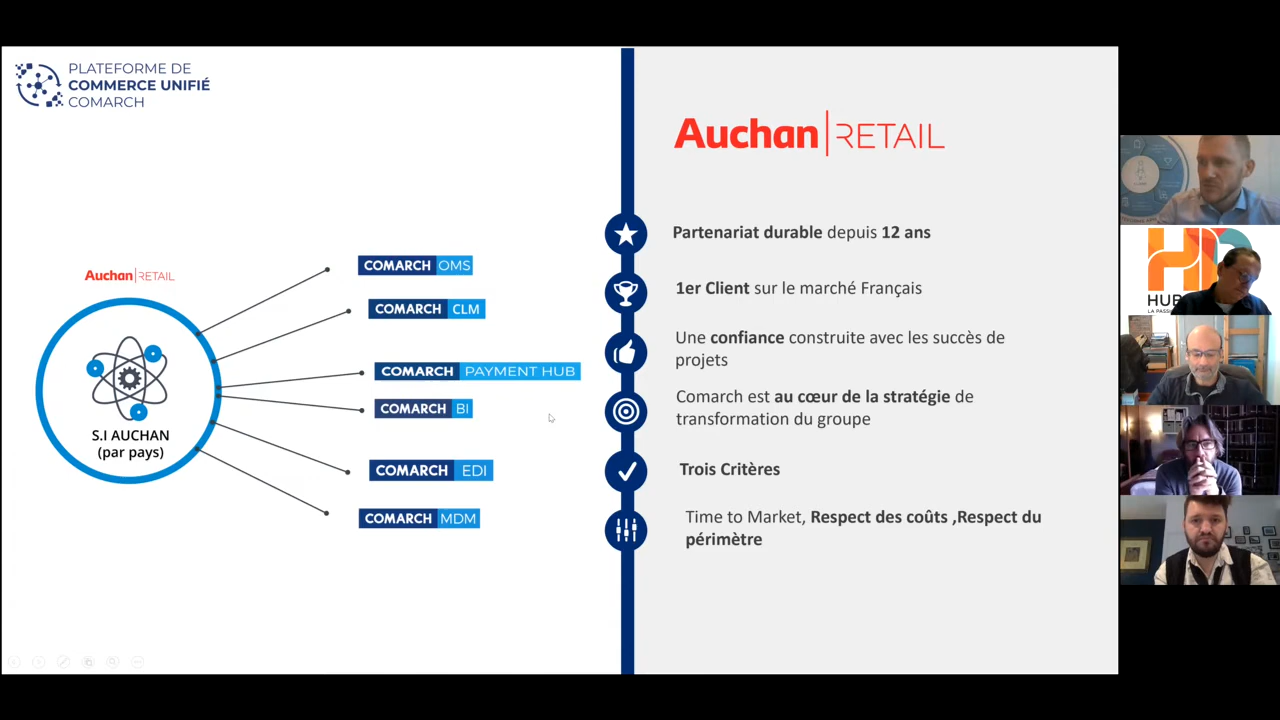 PLATEFORME DE
COMMERCE UNIFIÉ
COMARCH
Auchan RETAIL
S.I AUCHAN
(par pays)
COMARCH OMS
COMARCH CLM
COMARCH PAYMENT HUB
COMARCH BI
COMARCH EDI
COMARCH MDM
Auchan RETAIL
Partenariat durable depuis 12 ans
1er Client sur le marché Français
Une confiance construite avec les succès de
projets
Comarch est au cœur de la stratégie de
transformation du groupe
Trois Critères
Time to Market, Respect des coûts ,Respect du
périmètre
HUB
LA